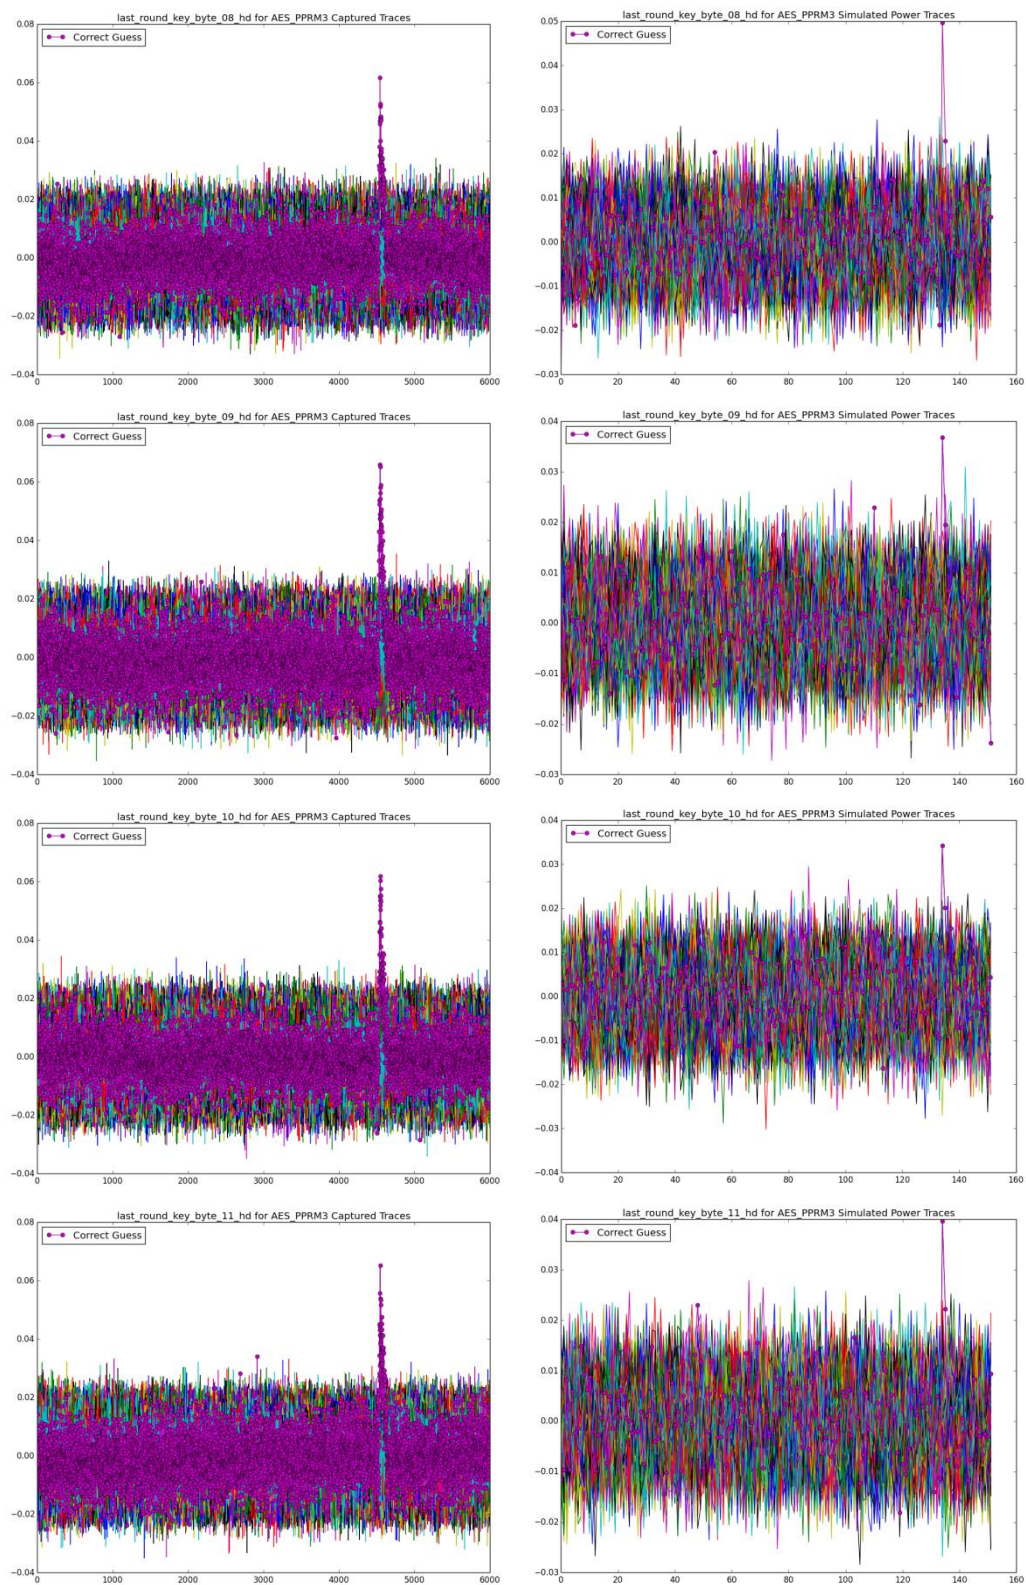 last_round_key_byte_08_hd for AES_PPRM3 Captured Traces
Correct Guess
0.08
0.06
0.04
0.02
0.00
−0.02
−0.04
0 1000 2000 3000 4000 5000 6000
last_round_key_byte_08_hd for AES_PPRM3 Simulated Power Traces
Correct Guess
0.05
0.04
0.03
0.02
0.01
0.00
−0.01
−0.02
−0.03
0 20 40 60 80 100 120 140 160
last_round_key_byte_09_hd for AES_PPRM3 Captured Traces
Correct Guess
0.08
0.06
0.04
0.02
0.00
−0.02
−0.04
0 1000 2000 3000 4000 5000 6000
last_round_key_byte_09_hd for AES_PPRM3 Simulated Power Traces
Correct Guess
0.04
0.03
0.02
0.01
0.00
−0.01
−0.02
−0.03
0 20 40 60 80 100 120 140 160
last_round_key_byte_10_hd for AES_PPRM3 Captured Traces
Correct Guess
0.08
0.06
0.04
0.02
0.00
−0.02
−0.04
0 1000 2000 3000 4000 5000 6000
last_round_key_byte_10_hd for AES_PPRM3 Simulated Power Traces
Correct Guess
0.04
0.03
0.02
0.01
0.00
−0.01
−0.02
−0.03
−0.04
0 20 40 60 80 100 120 140 160
last_round_key_byte_11_hd for AES_PPRM3 Captured Traces
Correct Guess
0.08
0.06
0.04
0.02
0.00
−0.02
−0.04
0 1000 2000 3000 4000 5000 6000
last_round_key_byte_11_hd for AES_PPRM3 Simulated Power Traces
Correct Guess
0.04
0.03
0.02
0.01
0.00
−0.01
−0.02
−0.03
0 20 40 60 80 100 120 140 160